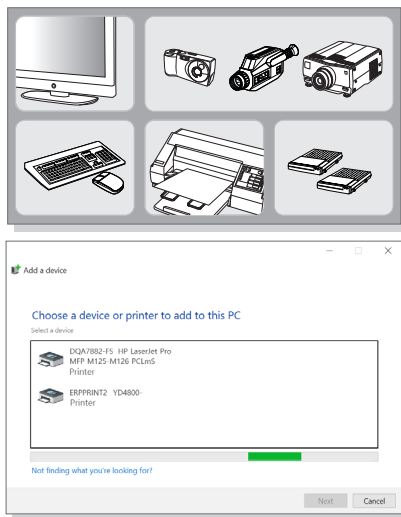 Add a device
Choose a device or printer to add to this PC
Select a device
DQA7882-F5 HP LaserJet Pro
MFP M125-M126 PCLmS
Printer
ERPPRINT2 YD4800-
Printer
Not finding what you're looking for?
Next Cancel